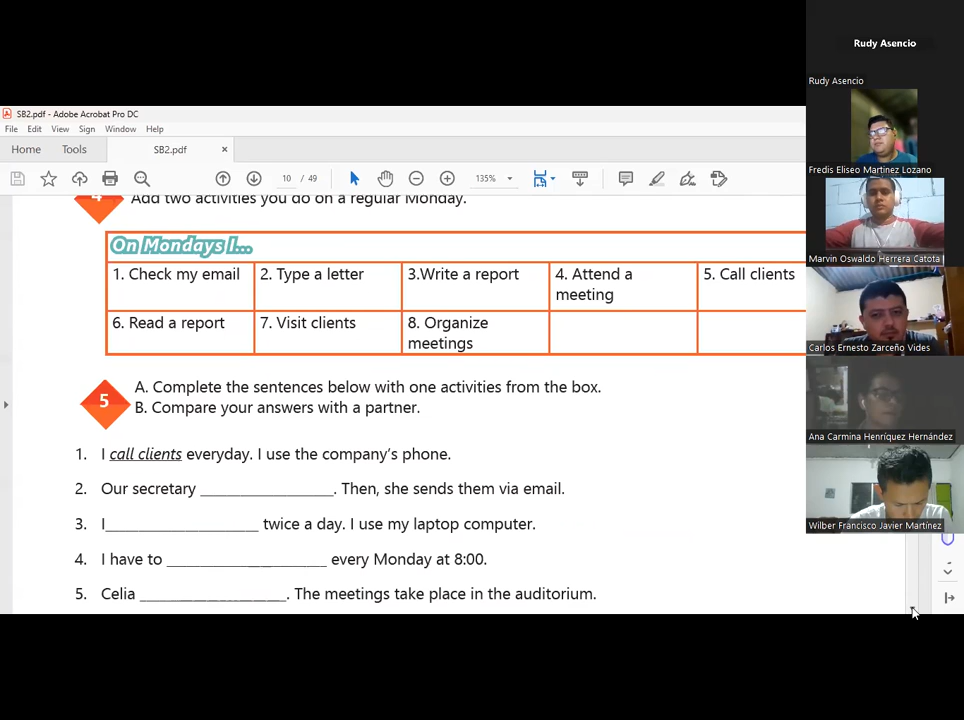 Rudy Asencio
Rudy Asencio
SB2.pdf - Adobe Acrobat Pro DC
File Edit View Sign Window Help
Home Tools SB2.pdf ×
10 / 49 135%
Fredis Eliseo Martinez Lozano
Add two activities you do on a regular Monday.
On Mondays I...
Marvin Oswaldo Herrera Catota
1. Check my email 2. Type a letter 3.Write a report 4. Attend a meeting 5. Call clients
6. Read a report 7. Visit clients 8. Organize meetings
Carlos Ernesto Zarceño Vides
5
A. Complete the sentences below with one activities from the box.
B. Compare your answers with a partner.
Ana Carmina Henríquez Hernández
1. I call clients everyday. I use the company's phone.
2. Our secretary ________________. Then, she sends them via email.
3. I___________________ twice a day. I use my laptop computer.
Wilber Francisco Javier Martínez
4. I have to ____________________ every Monday at 8:00.
5. Celia __________________. The meetings take place in the auditorium.